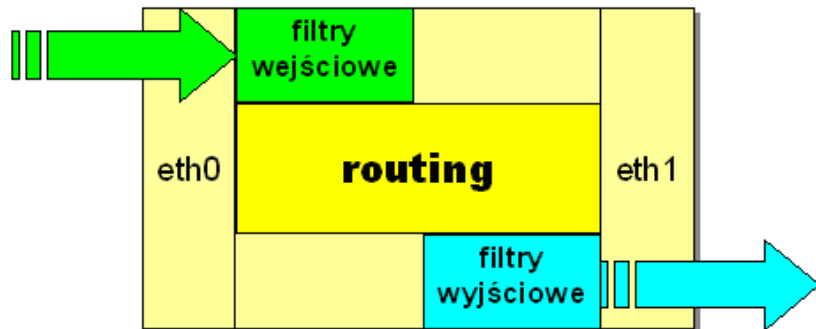 filtry
wejściowe
eth0
routing
eth1
filtry
wyjściowe